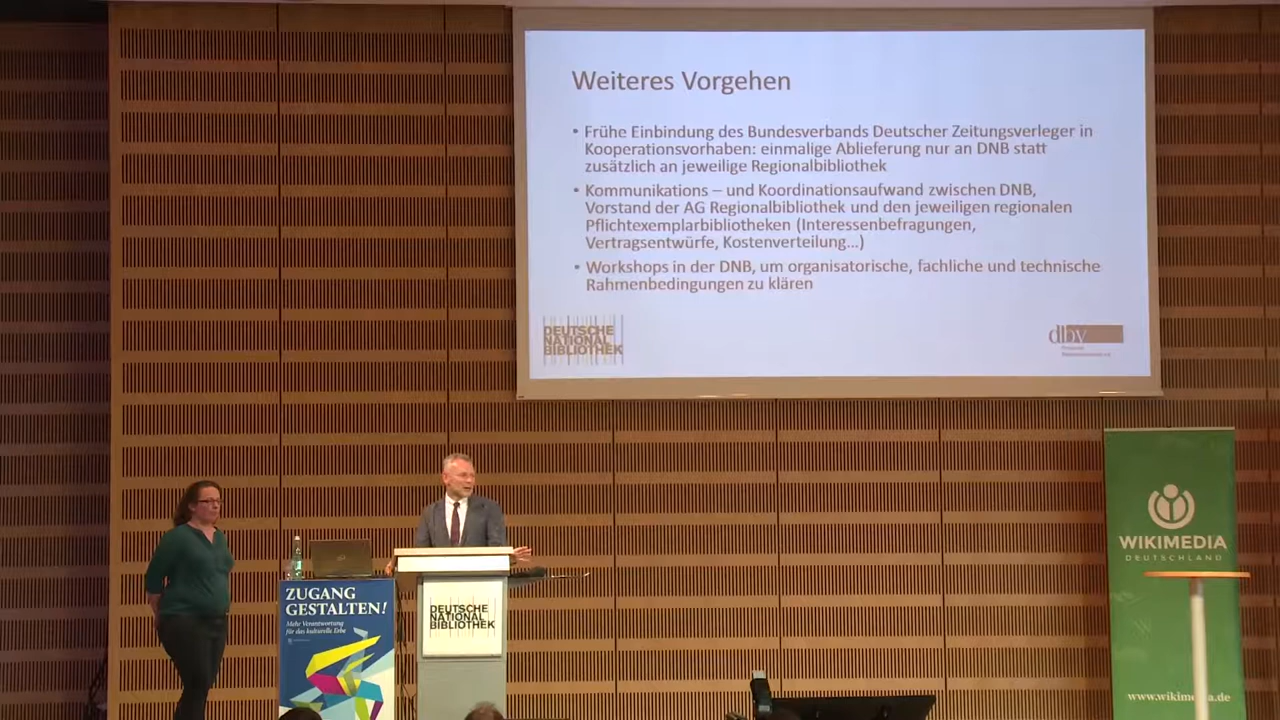 Weiteres Vorgehen
• Frühe Einbindung des Bundesverbands Deutscher Zeitungsverleger in
Kooperationsvorhaben: einmalige Ablieferung nur an DNB statt
zusätzlich an jeweilige Regionalbibliothek
• Kommunikations – und Koordinationsaufwand zwischen DNB,
Vorstand der AG Regionalbibliothek und den jeweiligen regionalen
Pflichtexemplarbibliotheken (Interessenbefragungen,
Vertragsentwürfe, Kostenverteilung...)
• Workshops in der DNB, um organisatorische, fachliche und technische
Rahmenbedingungen zu klären
DEUTSCHE
NATIONAL
BIBLIOTHEK
dbv
ZUGANG
GESTALTEN!
Mehr Verantwortung
für das kulturelle Erbe
DEUTSCHE
NATIONAL
BIBLIOTHEK
WIKIMEDIA
DEUTSCHLAND
www.wikimedia.de